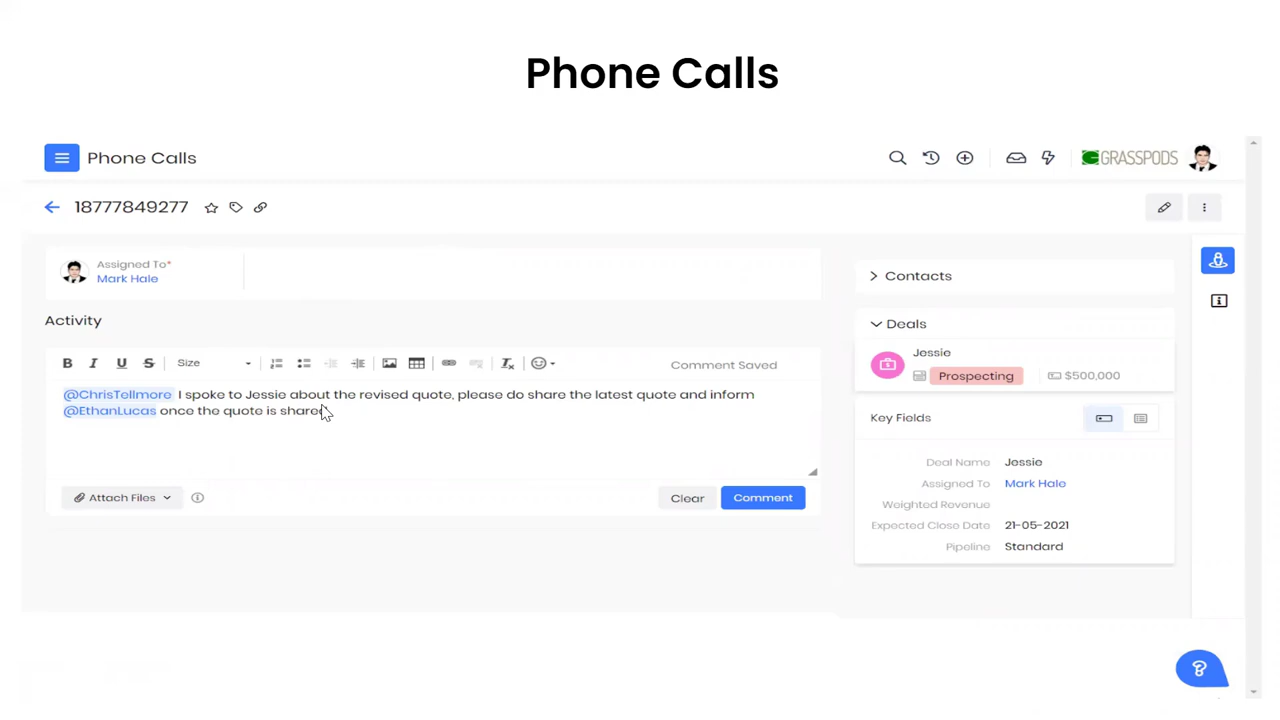 Phone Calls
Phone Calls
GRASSPODS
18777849277
Assigned To*
Mark Hale
Contacts
Activity
Deals
Jessie
Prospecting
$500,000
B I U S Size
Comment Saved
@ChrisTellmore I spoke to Jessie about the revised quote, please do share the latest quote and inform
@EthanLucas once the quote is shared
Key Fields
Deal Name Jessie
Assigned To Mark Hale
Weighted Revenue
Expected Close Date 21-05-2021
Pipeline Standard
Attach Files
Clear
Comment